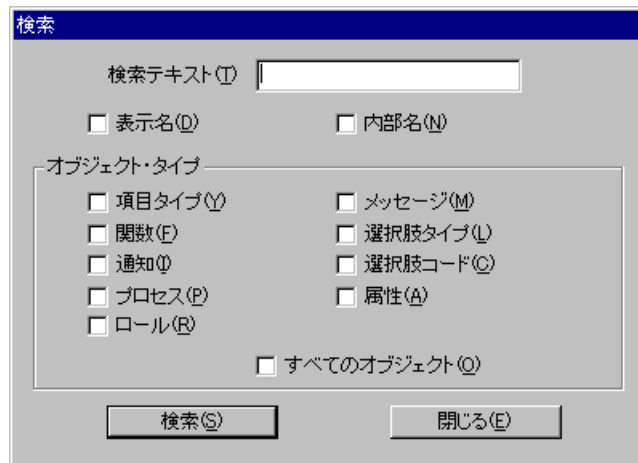 検索
検索テキスト(T)
表示名(D) 内部名(N)
オブジェクト・タイプ
項目タイプ(Y) メッセージ(M)
関数(F) 選択肢タイプ(L)
通知(I) 選択肢コード(C)
プロセス(P) 属性(A)
ロール(R)
すべてのオブジェクト(O)
検索(S) 閉じる(E)